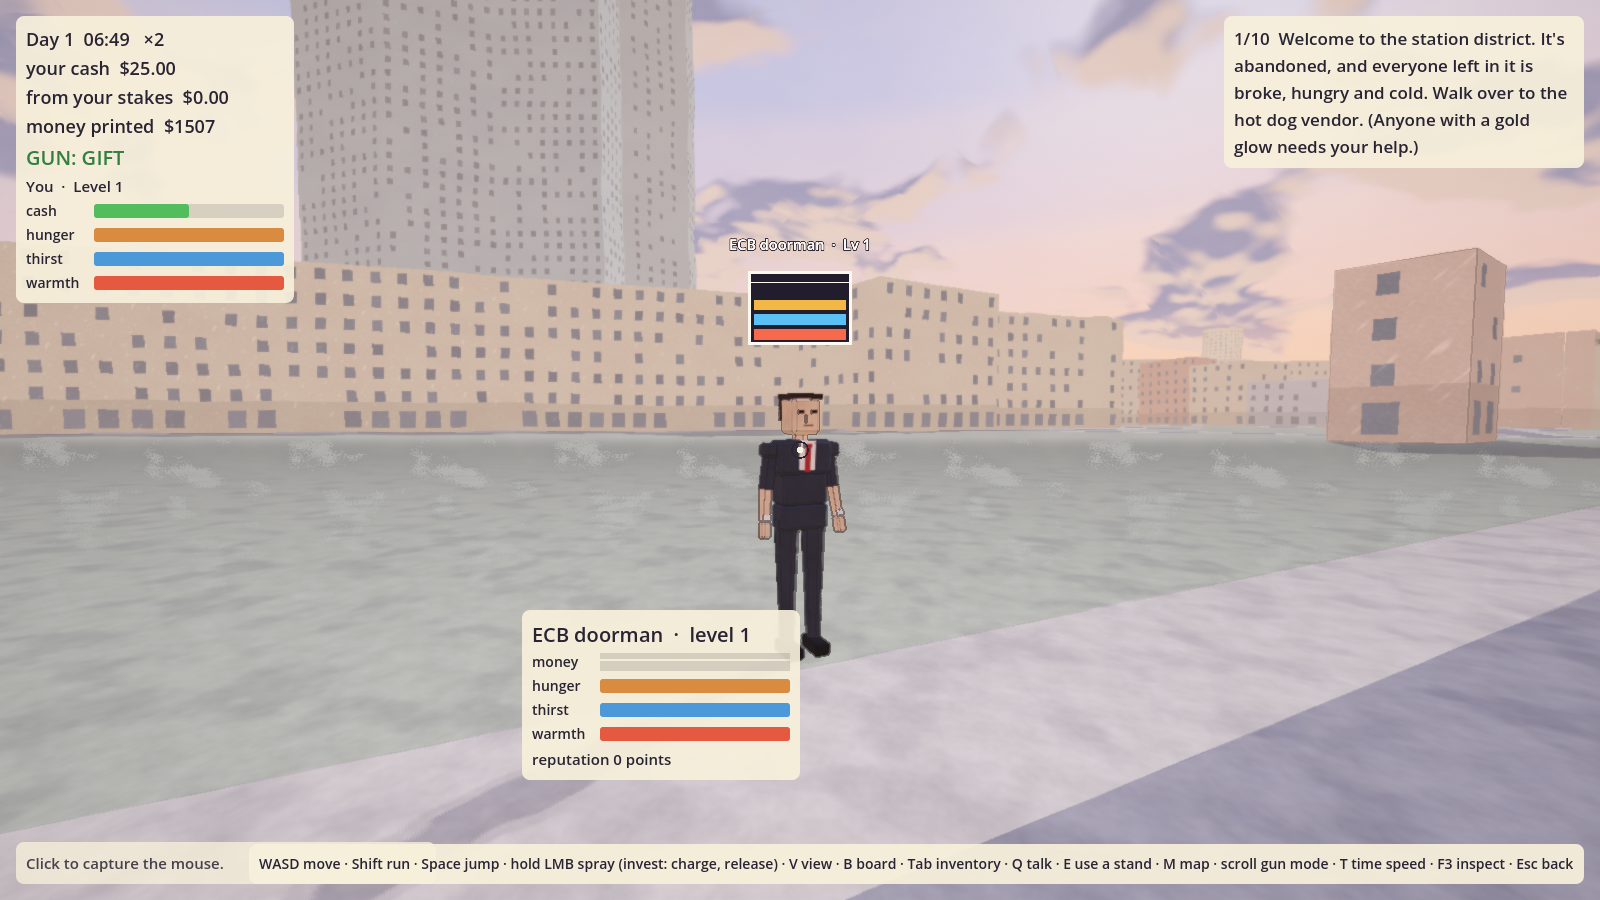 Day 1 06:49 ×2
your cash $25.00
from your stakes $0.00
money printed $1507
GUN: GIFT
You · Level 1
cash
hunger
thirst
warmth
1/10 Welcome to the station district. It's
abandoned, and everyone left in it is
broke, hungry and cold. Walk over to the
hot dog vendor. (Anyone with a gold
glow needs your help.)
ECB doorman · Lv 1
ECB doorman · level 1
money
hunger
thirst
warmth
reputation 0 points
Click to capture the mouse.
WASD move · Shift run · Space jump · hold LMB spray (invest: charge, release) · V view · B board · Tab inventory · Q talk · E use a stand · M map · scroll gun mode · T time speed · F3 inspect · Esc back